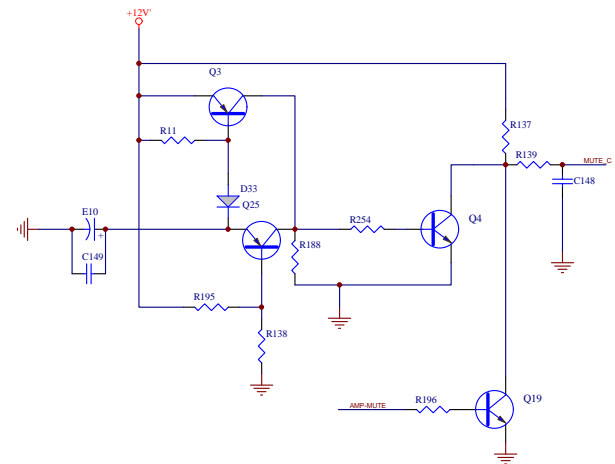 +12V'
Q3
R137
R11
R139
MUTE_C
D33
C148
Q25
E10
+
R254
Q4
R188
C149
R195
R138
AMP-MUTE
R196
Q19